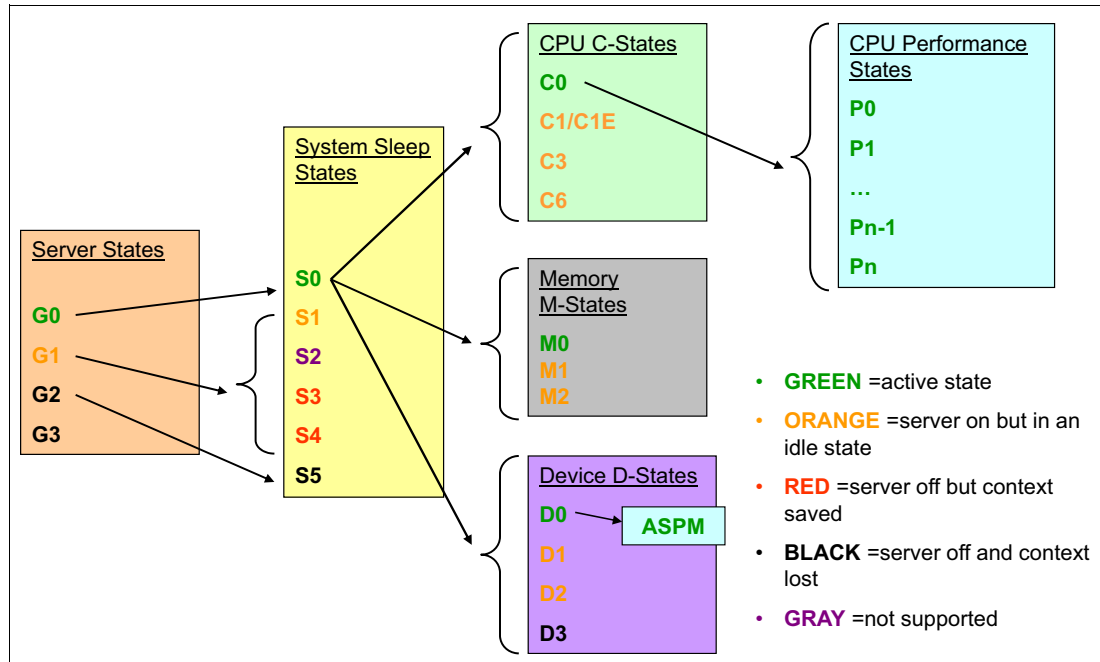 Server States
G0
G1
G2
G3
System Sleep
States
S0
S1
S2
S3
S4
S5
CPU C-States
C0
C1/C1E
C3
C6
CPU Performance
States
P0
P1
...
Pn-1
Pn
Memory
M-States
M0
M1
M2
Device D-States
D0
ASPM
D1
D2
D3
• GREEN =active state
• ORANGE =server on but in an
idle state
• RED =server off but context
saved
• BLACK =server off and context
lost
• GRAY =not supported